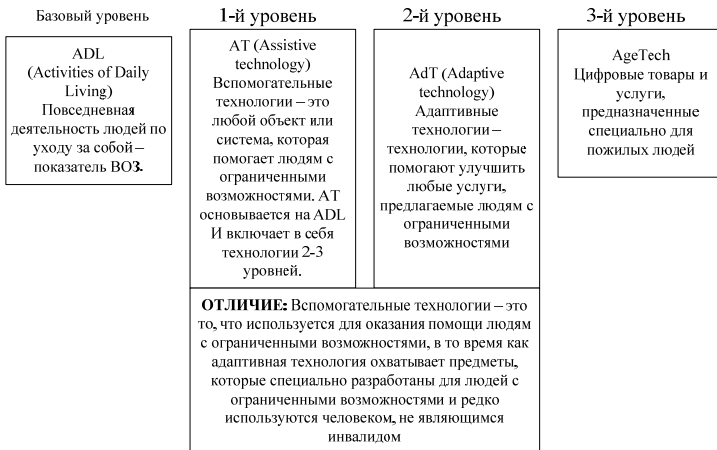 Базовый уровень
ADL
(Activities of Daily
Living)
Повседневная
деятельность людей по
уходу за собой –
показатель ВОЗ.
1-й уровень
AT (Assistive
technology)
Вспомогательные
технологии – это
любой объект или
система, которая
помогает людям с
ограниченными
возможностями. АТ
основывается на ADL
И включает в себя
технологии 2-3
уровней.
2-й уровень
AdT (Adaptive
technology)
Адаптивные
технологии –
технологии, которые
помогают улучшить
любые услуги,
предлагаемые людям с
ограниченными
возможностями
3-й уровень
AgeTech
Цифровые товары и
услуги,
предназначенные
специально для
пожилых людей
ОТЛИЧИЕ: Вспомогательные технологии – это
то, что используется для оказания помощи людям
с ограниченными возможностями, в то время как
адаптивная технология охватывает предметы,
которые специально разработаны для людей с
ограниченными возможностями и редко
используются человеком, не являющимся
инвалидом